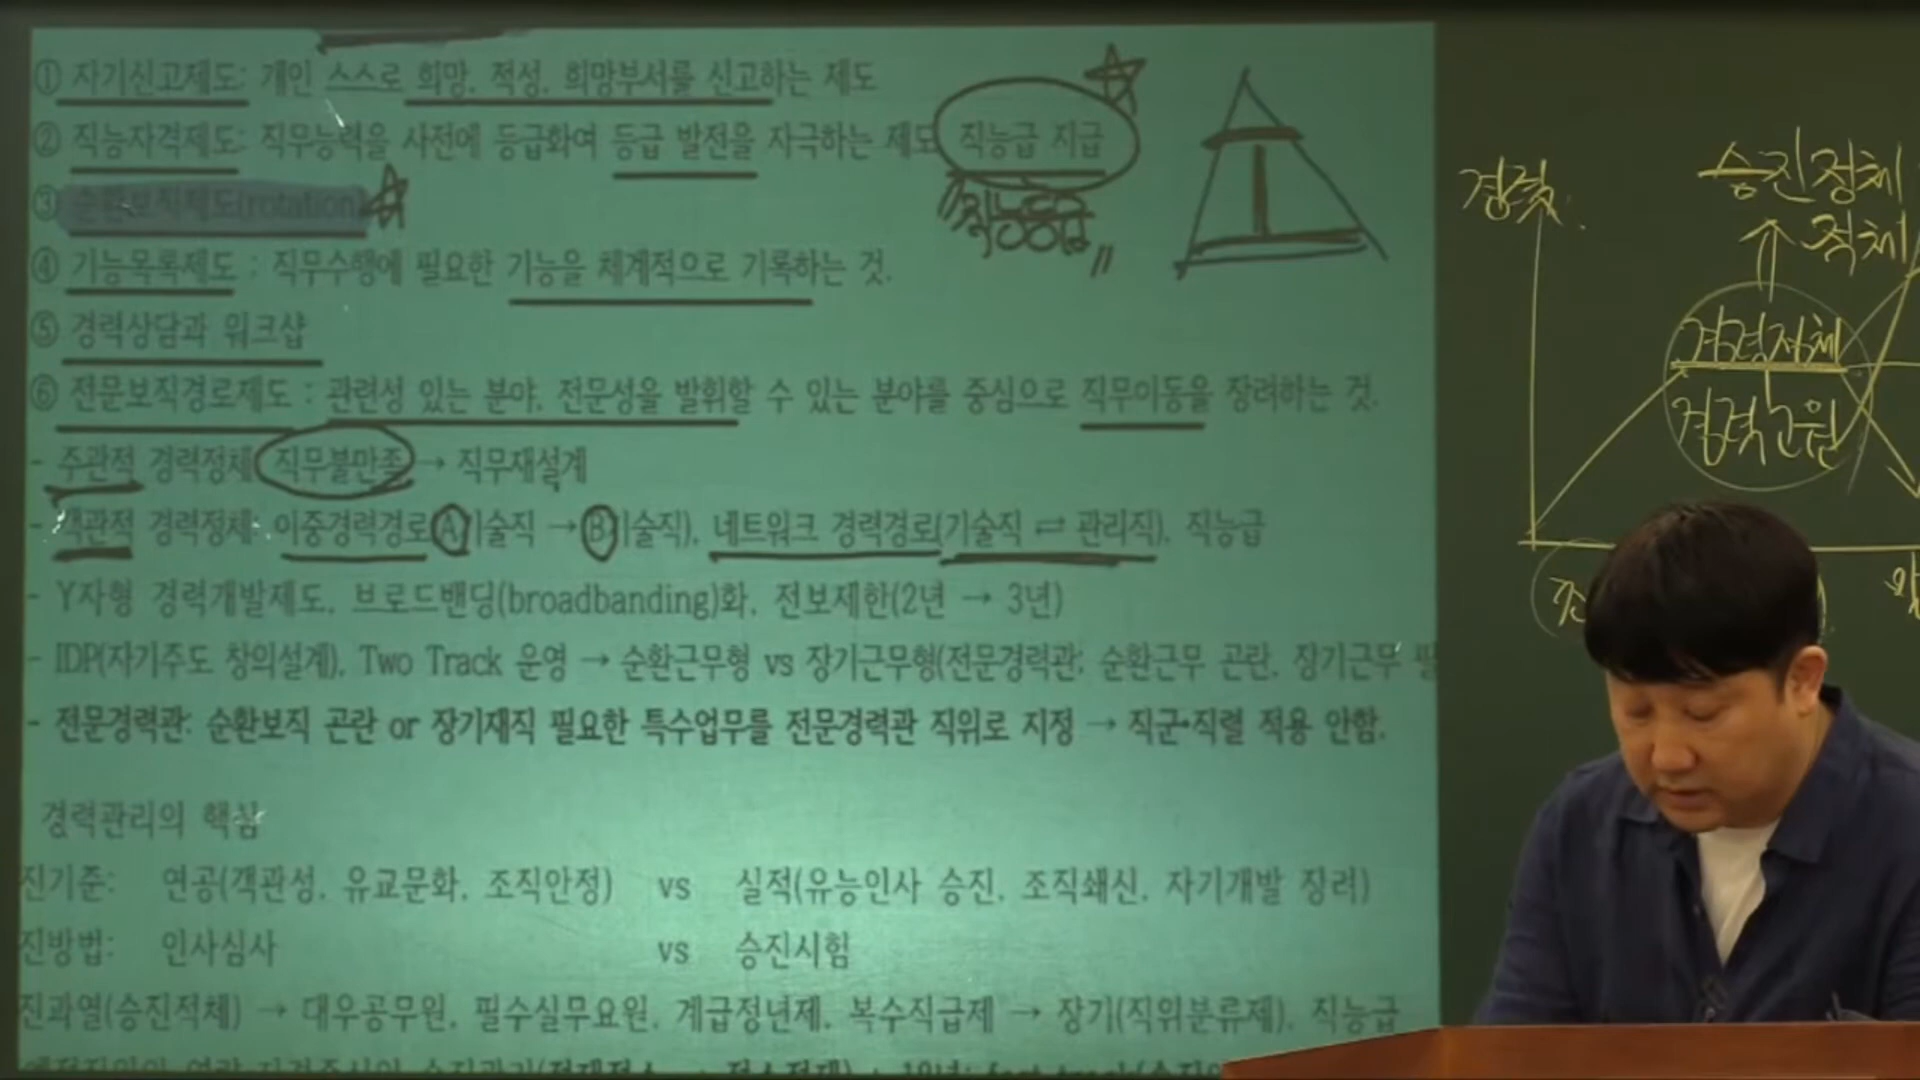 ① 자기신고제도: 개인 스스로 희망, 적성, 희망부서를 신고하는 제도
② 직능자격제도: 직무능력을 사전에 등급화여 등급 발전을 자극하는 제도 직능급 지급
③ 순환보직제도(rotation)
"직능급"
④ 기능목록제도 : 직무수행에 필요한 기능을 체계적으로 기록하는 것.
⑤ 경력상담과 워크샵
⑥ 전문보직경로제도 : 관련성 있는 분야, 전문성을 발휘할 수 있는 분야를 중심으로 직무이동을 장려하는 것.
- 주관적 경력정체 직무불만족 → 직무재설계
- 객관적 경력정체: 이중경력경로 A기술직 → B기술직), 네트워크 경력경로(기술직 ⇌ 관리직), 직능급
- Y자형 경력개발제도, 브로드밴딩(broadbanding)화, 전보제한(2년 → 3년)
- IDP(자기주도 창의설계), Two Track 운영 → 순환근무형 vs 장기근무형(전문경력관; 순환근무 곤란, 장기근무 필
- 전문경력관: 순환보직 곤란 or 장기재직 필요한 특수업무를 전문경력관 직위로 지정 → 직군•직렬 적용 안함.
경력관리의 핵심
진기준: 연공(객관성, 유교문화, 조직안정) vs 실적(유능인사 승진, 조직쇄신, 자기개발 장려)
진방법: 인사심사 vs 승진시험
진과열(승진적체) → 대우공무원, 필수실무요원, 계급정년제, 복수직급제 → 장기(직위분류제), 직능급
경력
승진정체
⇑ 적체
경력정체
경력고원